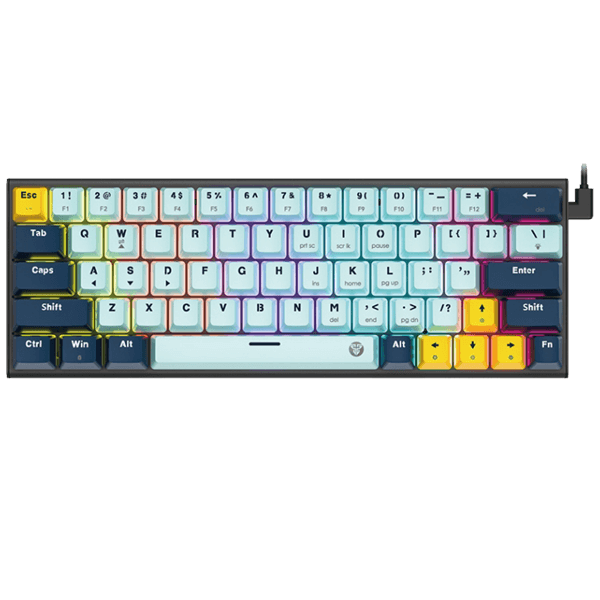 Esc 1! 2@ 3# 4$ 5% 6^ 7& 8* 9( 0) -_ =+ ←
F1 F2 F3 F4 F5 F6 F7 F8 F9 F10 F11 F12 del
Tab Q W E R T Y U I O P [{ ]} \|
prt sc scr lk pause
Caps A S D F G H J K L ;: '" Enter
ins home pg up
Shift Z X C V B N M ,< .> /? ↑ Shift
del end pg dn
Ctrl Win Alt Alt ← ↓ → Fn